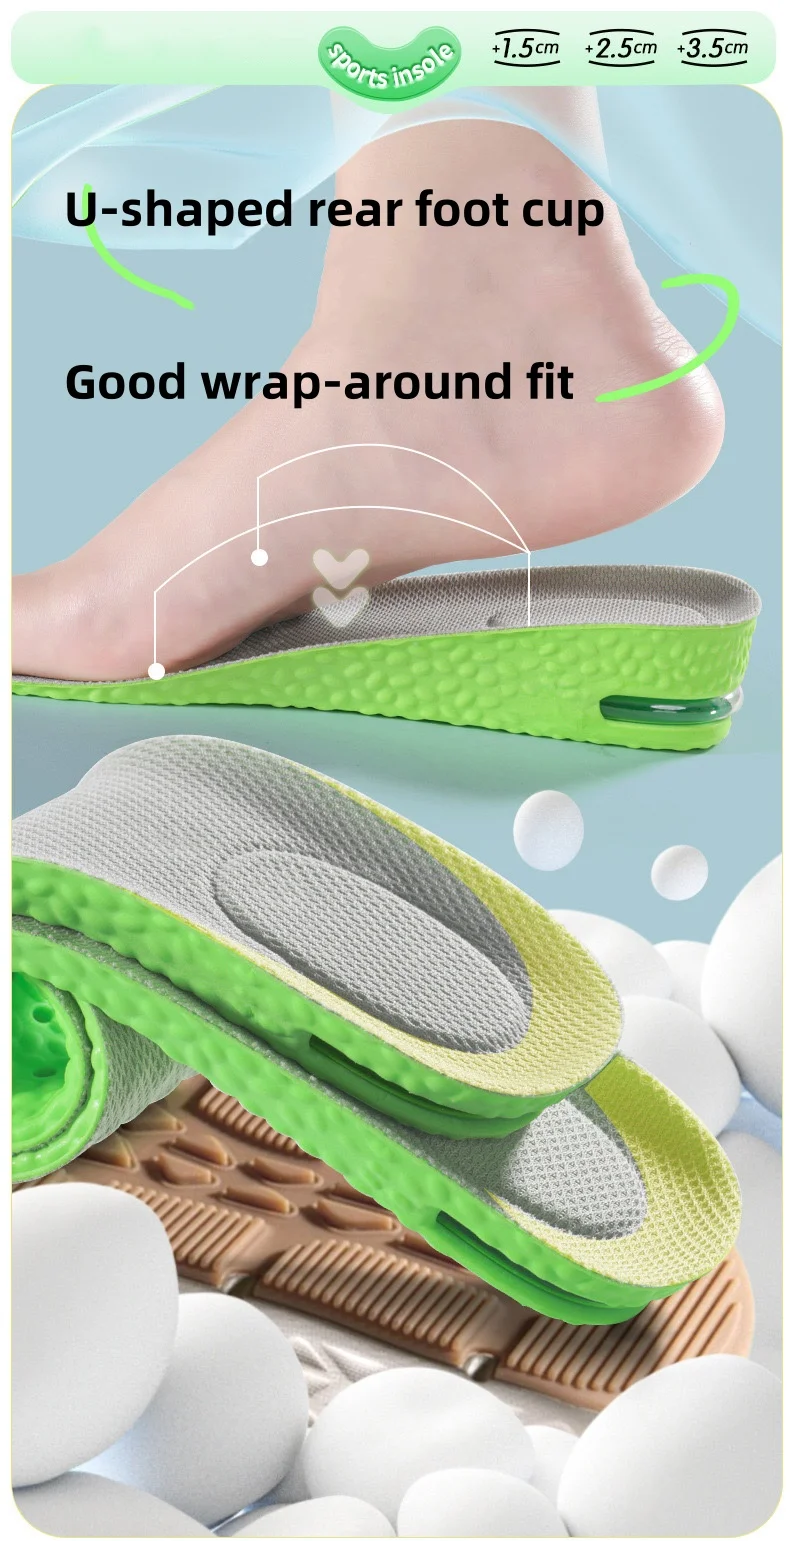 sports insole
+1.5cm +2.5cm +3.5cm
U-shaped rear foot cup
Good wrap-around fit